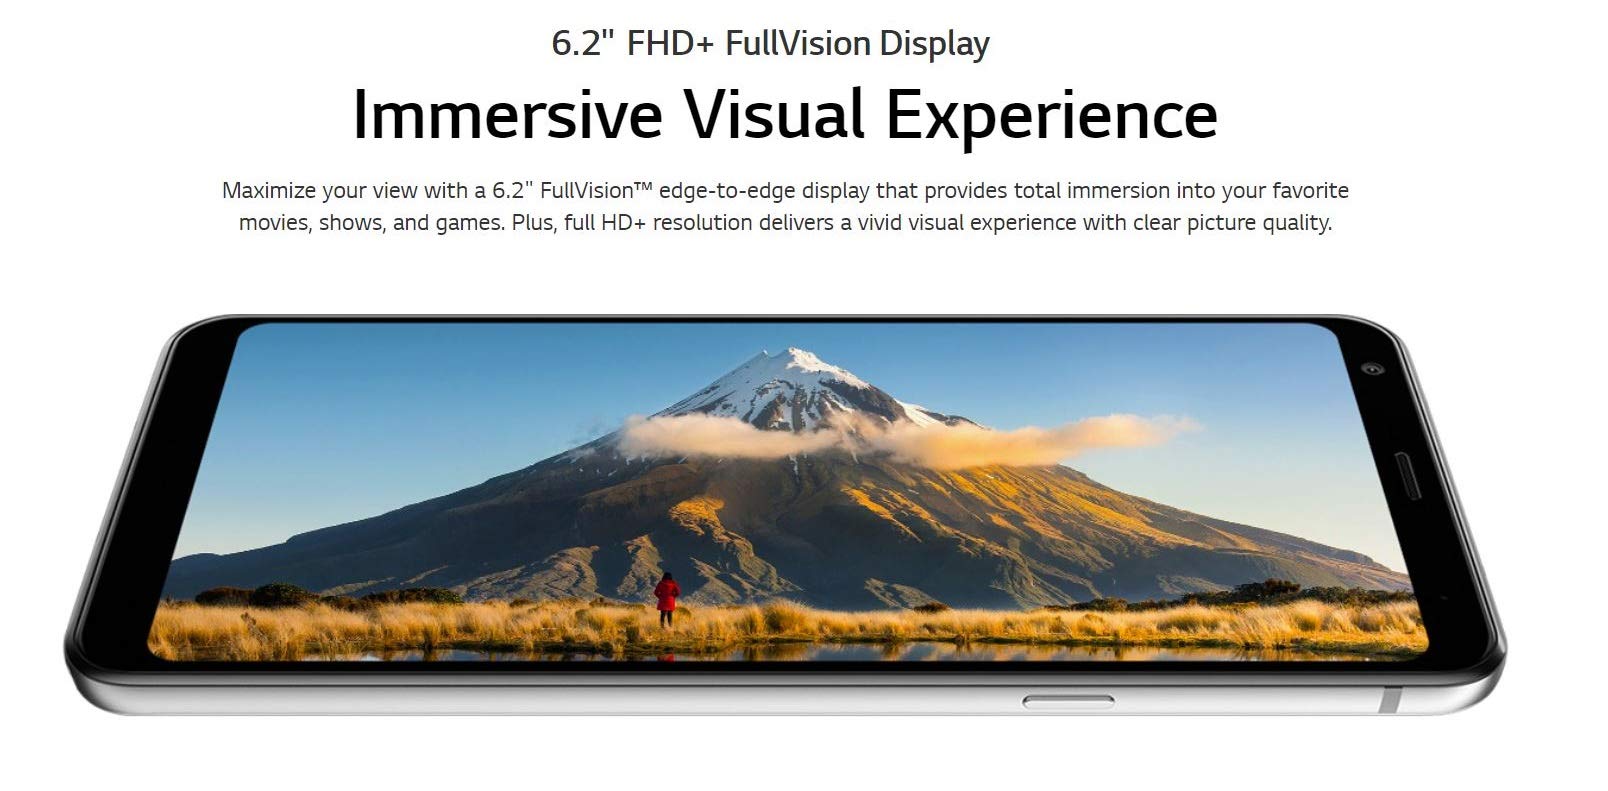 6.2" FHD+ FullVision Display
Immersive Visual Experience
Maximize your view with a 6.2" FullVision™ edge-to-edge display that provides total immersion into your favorite
movies, shows, and games. Plus, full HD+ resolution delivers a vivid visual experience with clear picture quality.